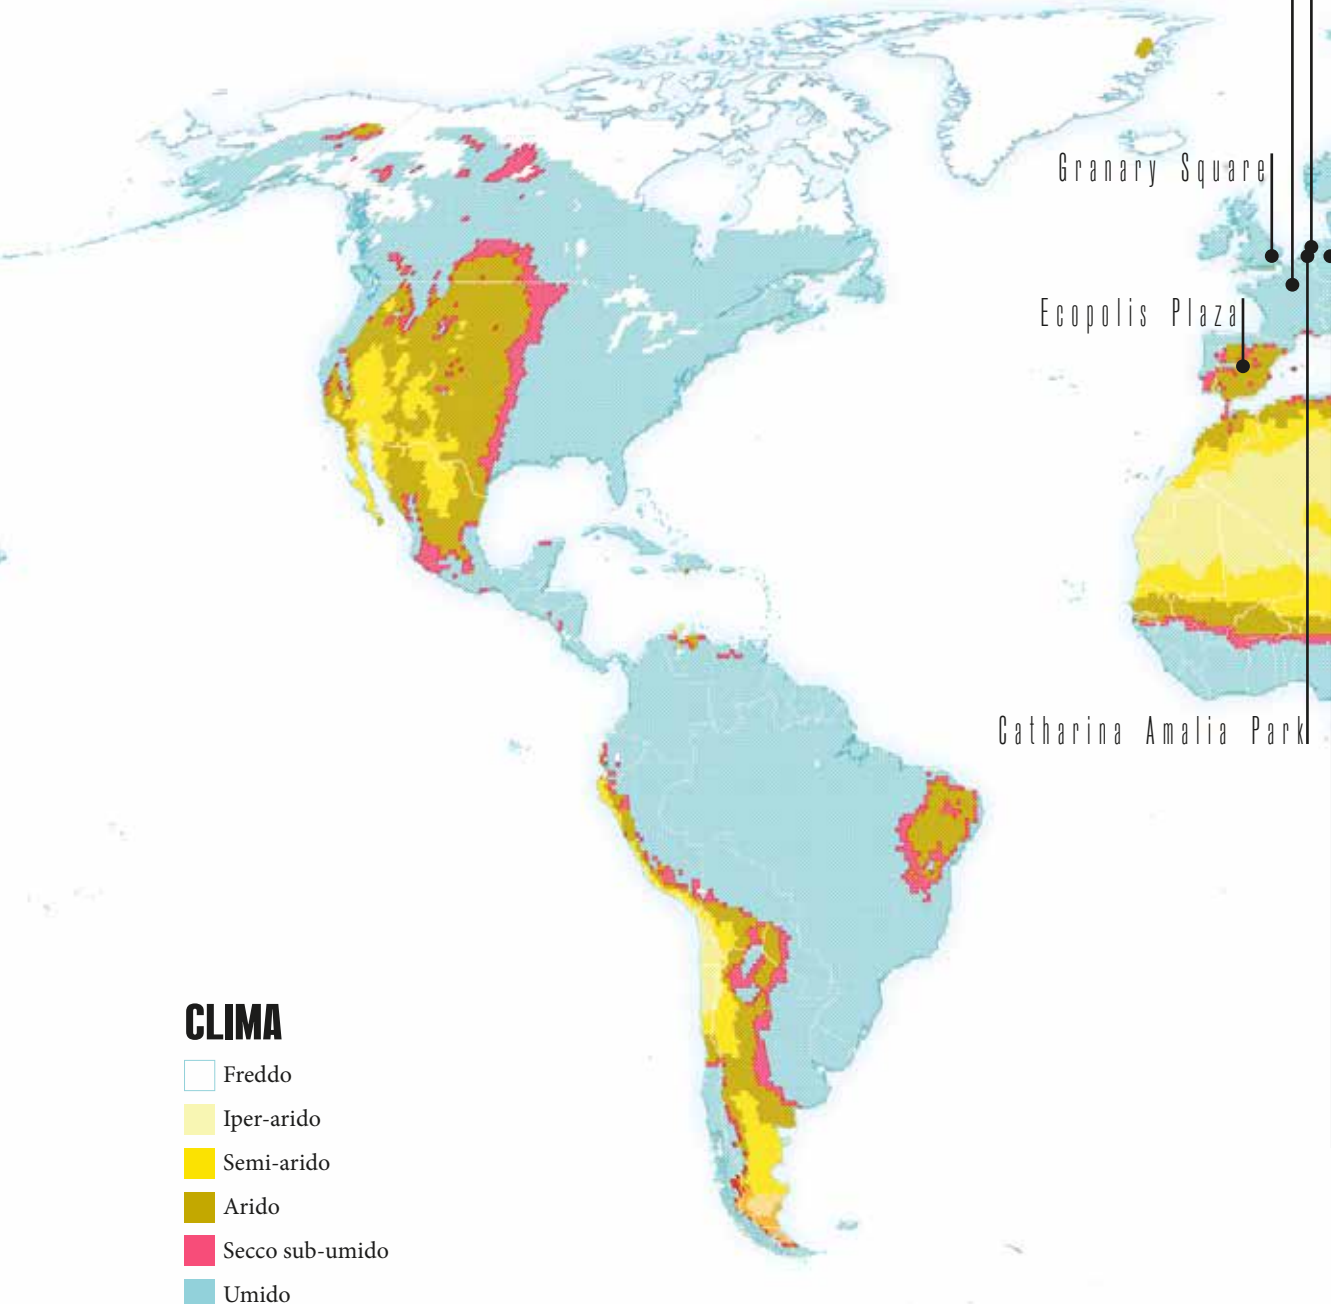 Granary Square
Ecopolis Plaza
Catharina Amalia Park
CLIMA
Freddo
Iper-arido
Semi-arido
Arido
Secco sub-umido
Umido